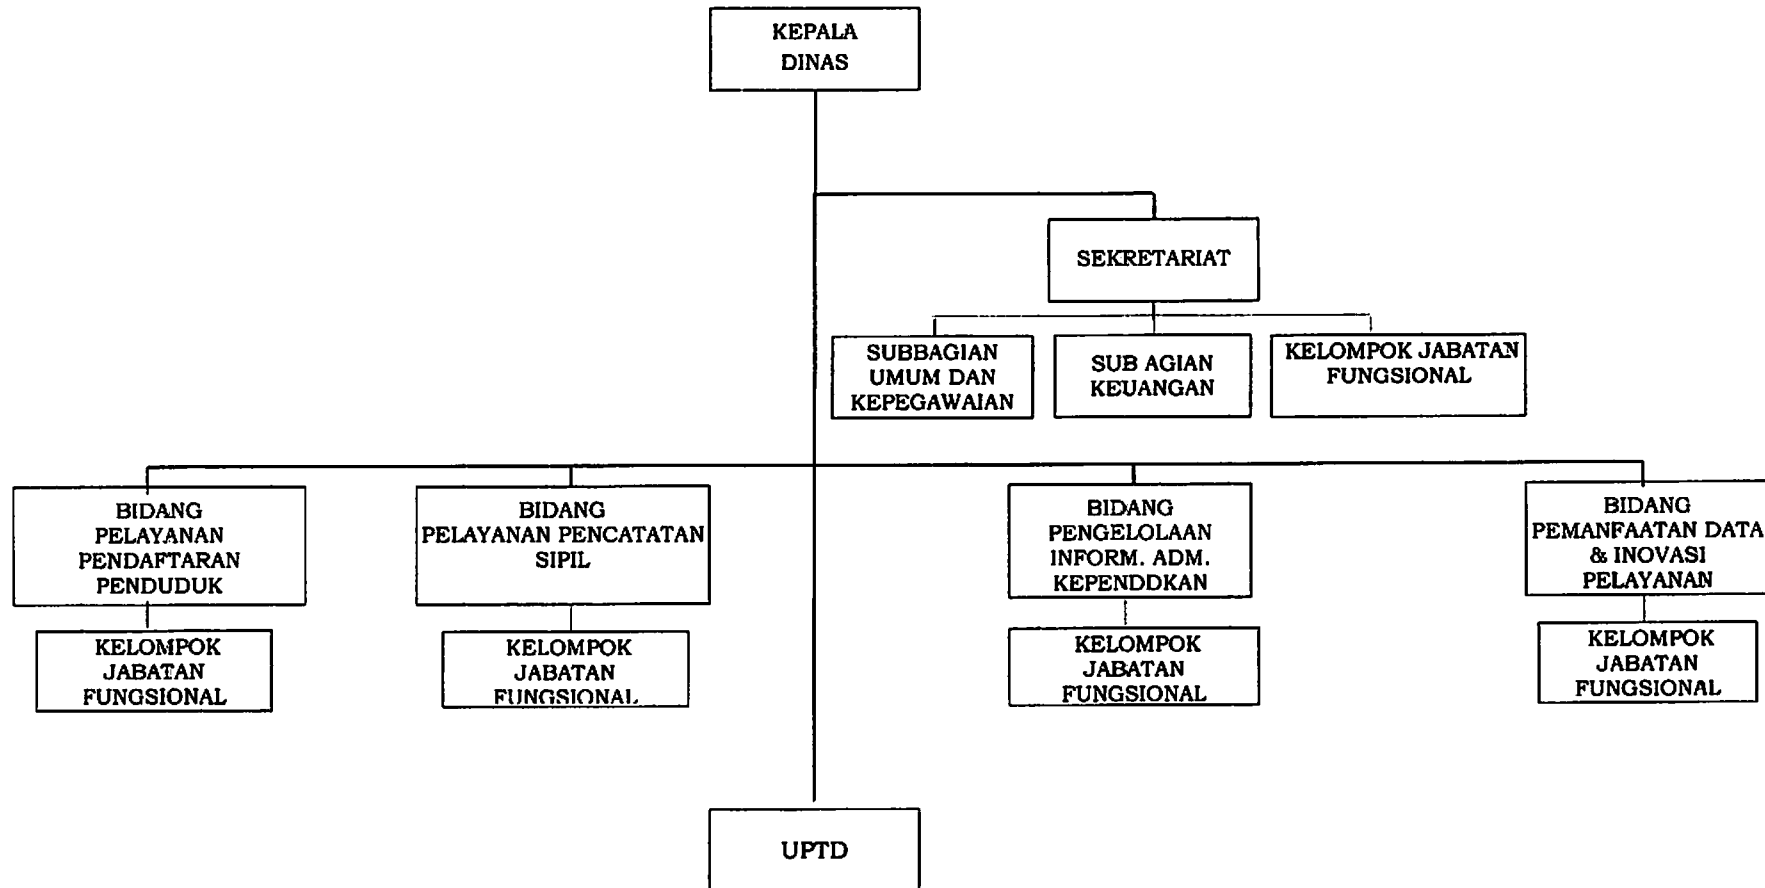 KEPALA
DINAS
SEKRETARIAT
SUBBAGIAN
UMUM DAN
KEPEGAWAIAN
SUB AGIAN
KEUANGAN
KELOMPOK JABATAN
FUNGSIONAL
BIDANG
PELAYANAN
PENDAFTARAN
PENDUDUK
BIDANG
PELAYANAN PENCATATAN
SIPIL
BIDANG
PENGELOLAAN
INFORM. ADM.
KEPENDDKAN
BIDANG
PEMANFAATAN DATA
& INOVASI
PELAYANAN
KELOMPOK
JABATAN
FUNGSIONAL
KELOMPOK
JABATAN
FUNGSIONAL
KELOMPOK
JABATAN
FUNGSIONAL
KELOMPOK
JABATAN
FUNGSIONAL
UPTD